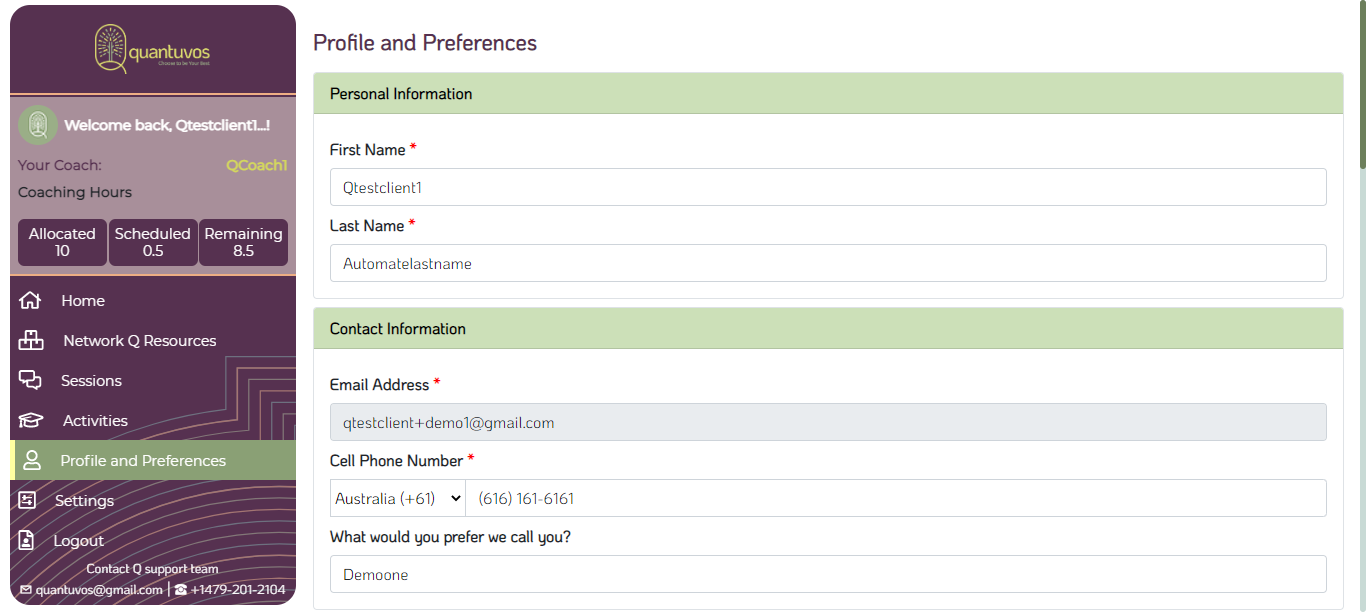 quantuvos
Choose to be Your Best
Welcome back, Qtestclient1...!
Your Coach: QCoach1
Coaching Hours
Allocated Scheduled Remaining
10 0.5 8.5
Home
Network Q Resources
Sessions
Activities
Profile and Preferences
Settings
Logout
Contact Q support team
quantuvos@gmail.com | +1479-201-2104
Profile and Preferences
Personal Information
First Name *
Qtestclient1
Last Name *
Automatelastname
Contact Information
Email Address *
qtestclient+demo1@gmail.com
Cell Phone Number *
Australia (+61) (616) 161-6161
What would you prefer we call you?
Demoone